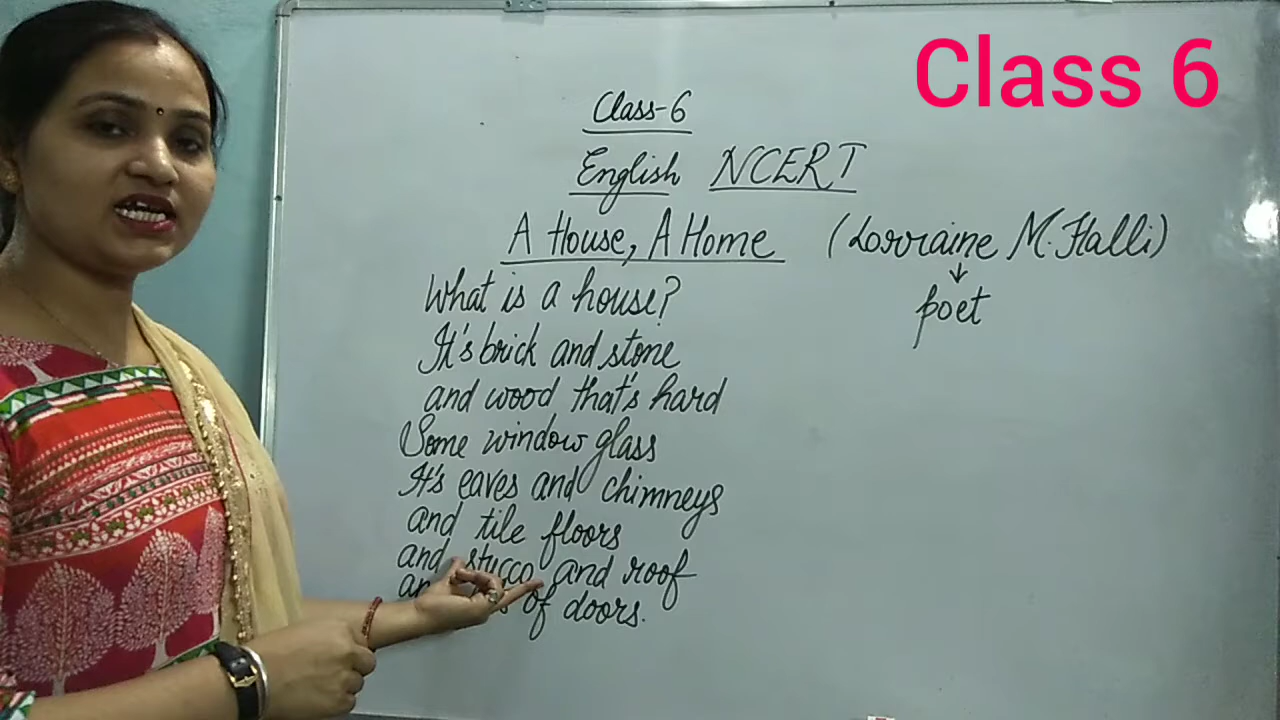 Class 6
Class-6
English NCERT
A House, A Home (Lorraine M. Halli)
poet
What is a house?
It's brick and stone
and wood that's hard
Some window glass
It's eaves and chimneys
and tile floors
and stucco and roof
of doors.